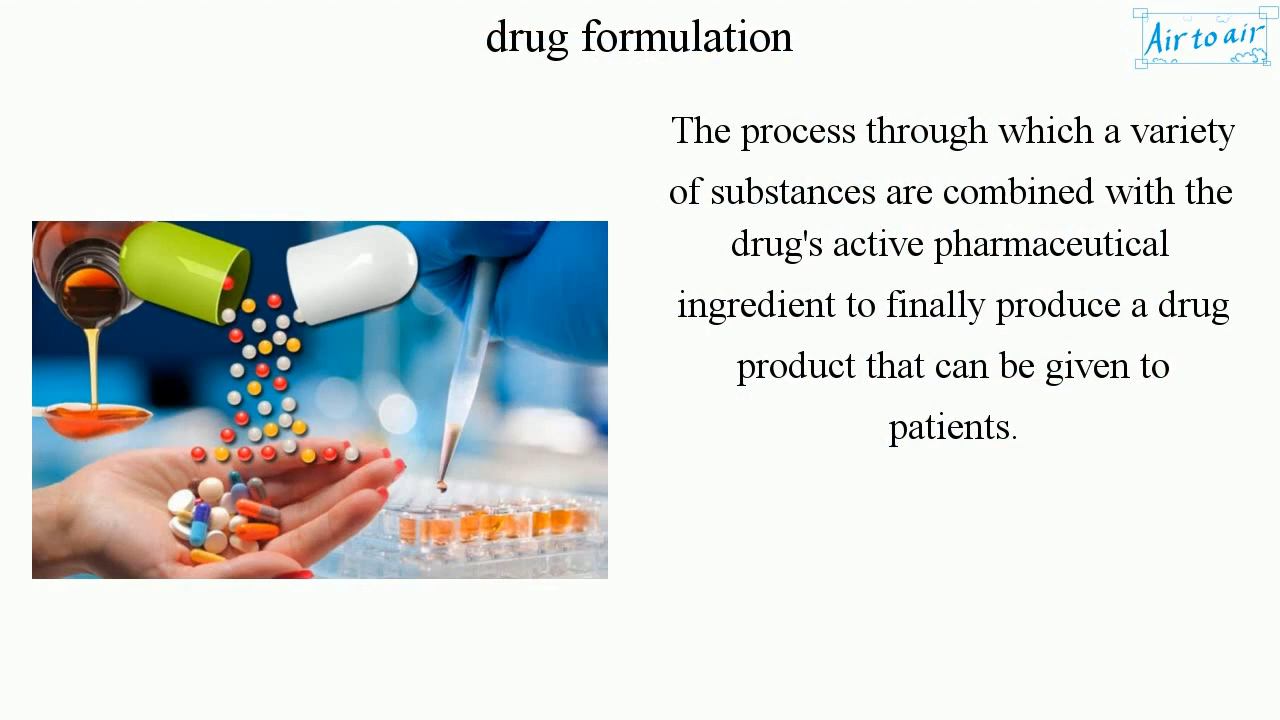 drug formulation
Air to air
The process through which a variety
of substances are combined with the
drug's active pharmaceutical
ingredient to finally produce a drug
product that can be given to
patients.